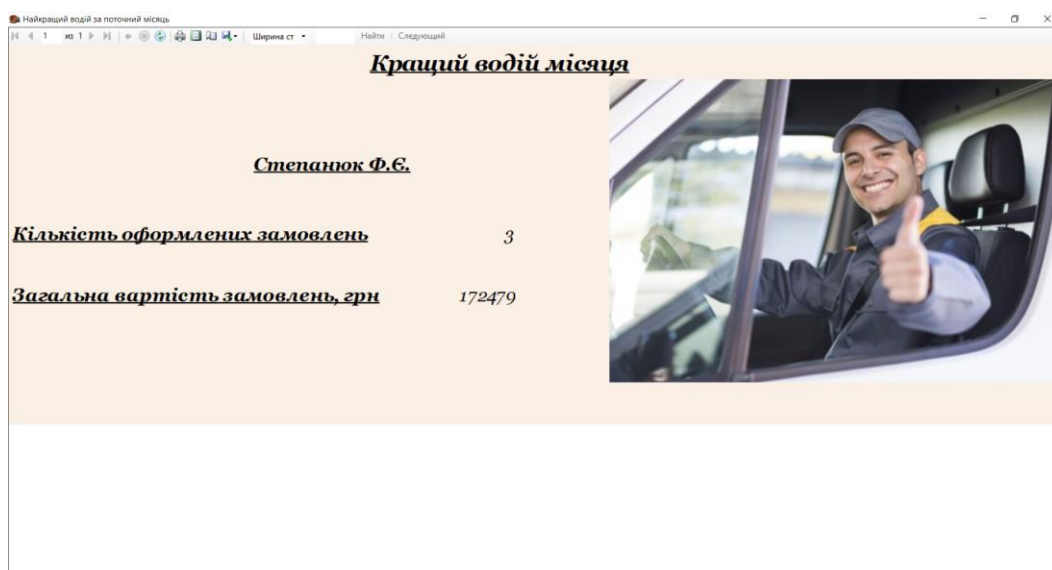 Найкращий водій за поточний місяць
1 из 1 Ширина ст Найти | Следующий
Кращий водій місяця
Степанюк Ф.Є.
Кількість оформлених замовлень 3
Загальна вартість замовлень, грн 172479